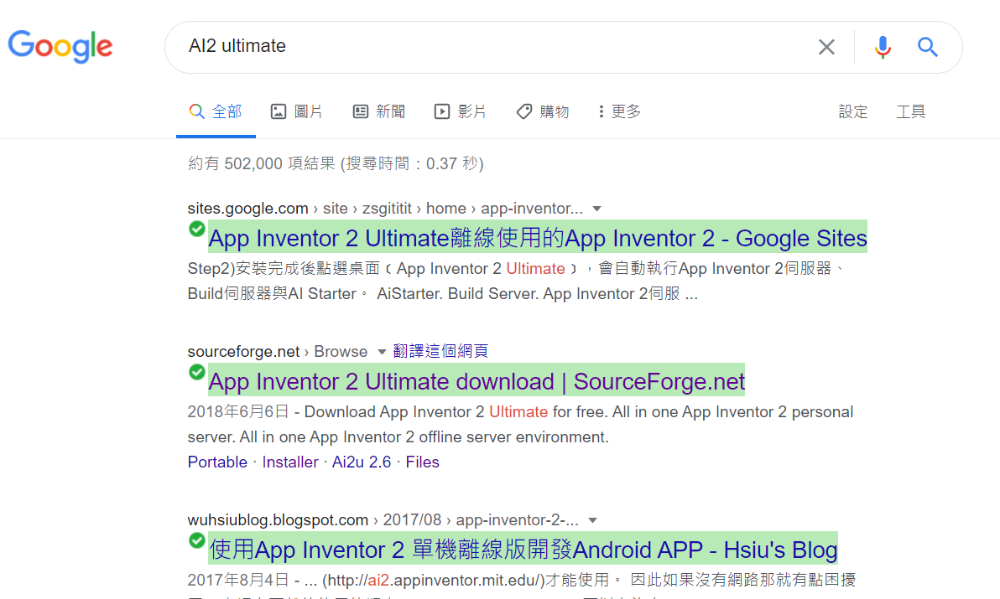 Google
AI2 ultimate
全部 圖片 新聞 影片 購物 更多 設定 工具
約有 502,000 項結果 (搜尋時間：0.37 秒)
sites.google.com › site › zsgititit › home › app-inventor...
App Inventor 2 Ultimate離線使用的App Inventor 2 - Google Sites
Step2)安裝完成後點選桌面﹝App Inventor 2 Ultimate﹞，會自動執行App Inventor 2伺服器、
Build伺服器與AI Starter。 AiStarter. Build Server. App Inventor 2伺服 ...
sourceforge.net › Browse 翻譯這個網頁
App Inventor 2 Ultimate download | SourceForge.net
2018年6月6日 - Download App Inventor 2 Ultimate for free. All in one App Inventor 2 personal
server. All in one App Inventor 2 offline server environment.
Portable · Installer · Ai2u 2.6 · Files
wuhsiublog.blogspot.com › 2017/08 › app-inventor-2-...
使用App Inventor 2 單機離線版開發Android APP - Hsiu's Blog
2017年8月4日 - ... (http://ai2.appinventor.mit.edu/)才能使用。 因此如果沒有網路那就有點困擾